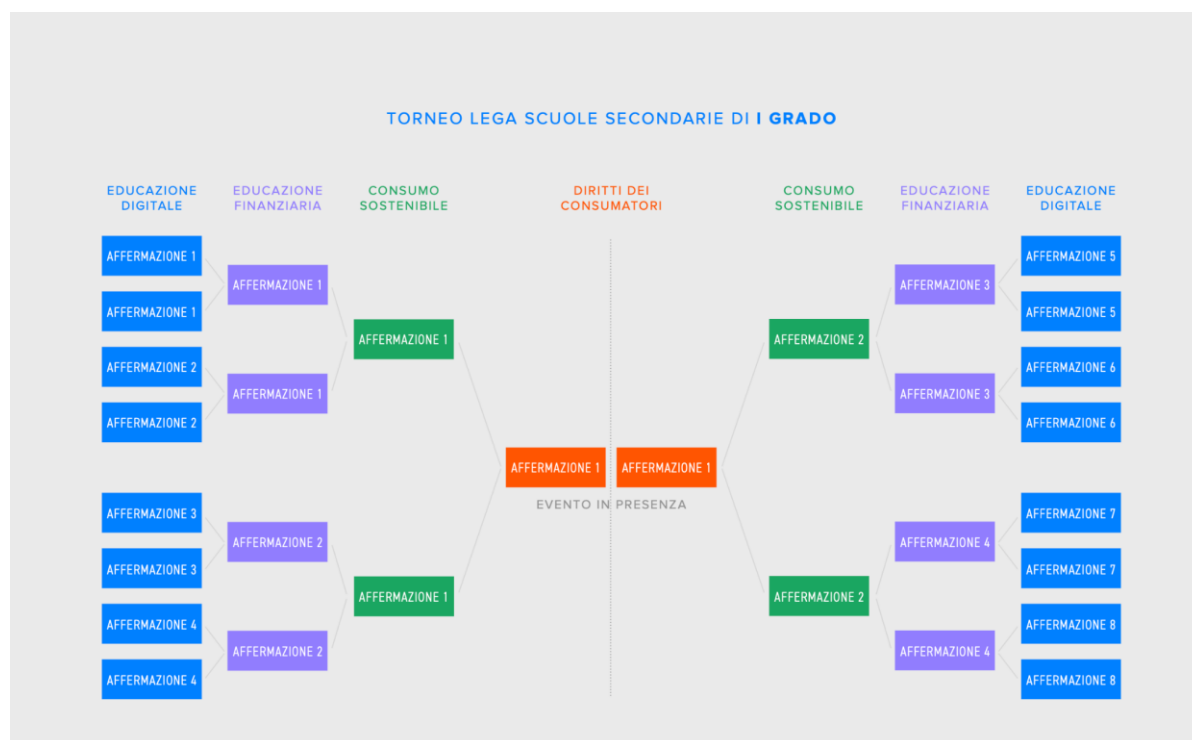 TORNEO LEGA SCUOLE SECONDARIE DI I GRADO
EDUCAZIONE
DIGITALE
EDUCAZIONE
FINANZIARIA
CONSUMO
SOSTENIBILE
DIRITTI DEI
CONSUMATORI
CONSUMO
SOSTENIBILE
EDUCAZIONE
FINANZIARIA
EDUCAZIONE
DIGITALE
AFFERMAZIONE 1
AFFERMAZIONE 1
AFFERMAZIONE 2
AFFERMAZIONE 2
AFFERMAZIONE 3
AFFERMAZIONE 3
AFFERMAZIONE 4
AFFERMAZIONE 4
AFFERMAZIONE 1
AFFERMAZIONE 1
AFFERMAZIONE 2
AFFERMAZIONE 2
AFFERMAZIONE 1
AFFERMAZIONE 1
AFFERMAZIONE 1
AFFERMAZIONE 1
EVENTO IN PRESENZA
AFFERMAZIONE 2
AFFERMAZIONE 2
AFFERMAZIONE 3
AFFERMAZIONE 3
AFFERMAZIONE 4
AFFERMAZIONE 4
AFFERMAZIONE 5
AFFERMAZIONE 5
AFFERMAZIONE 6
AFFERMAZIONE 6
AFFERMAZIONE 7
AFFERMAZIONE 7
AFFERMAZIONE 8
AFFERMAZIONE 8